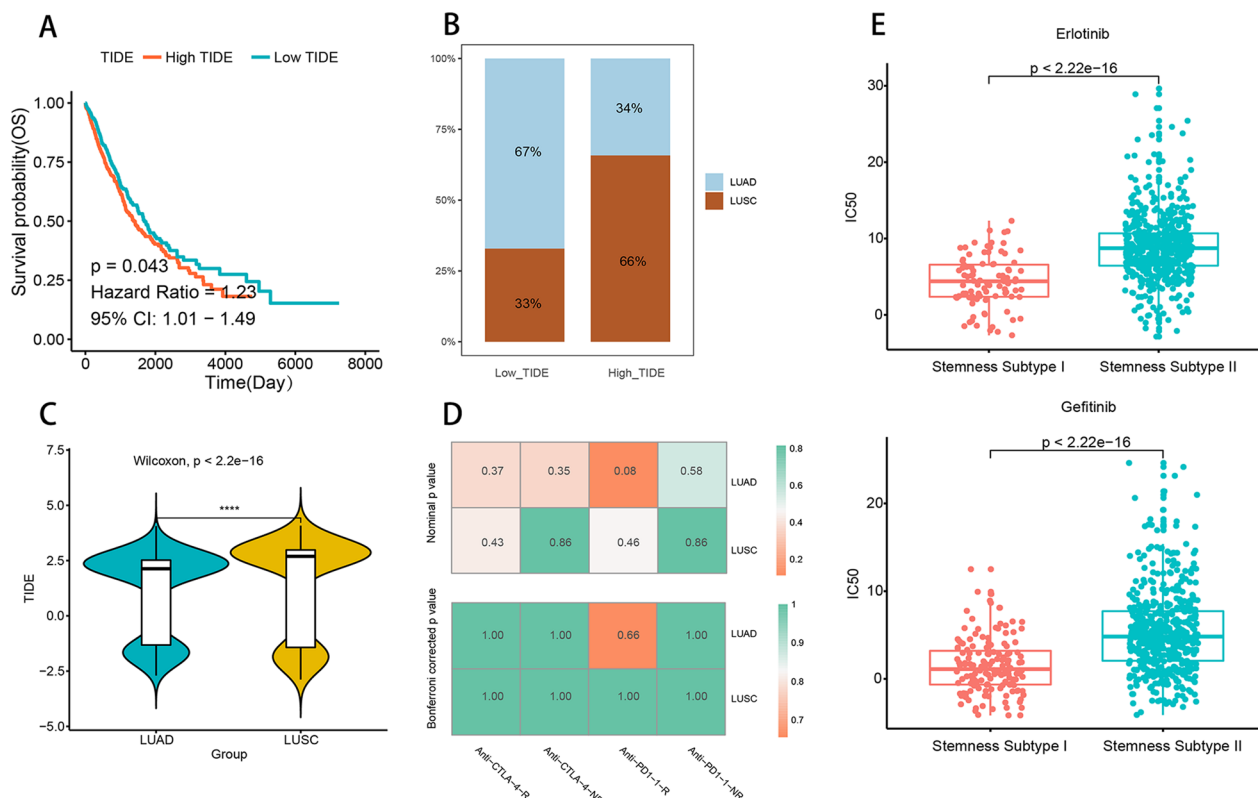 A
TIDE High TIDE Low TIDE
Survival probability(OS)
1.00
0.75
0.50
0.25
0.00
p = 0.043
Hazard Ratio = 1.23
95% CI: 1.01 − 1.49
0 2000 4000 6000 8000
Time(Day)
B
100%
75%
50%
25%
0%
67%
33%
34%
66%
Low_TIDE High_TIDE
LUAD
LUSC
C
Wilcoxon, p < 2.2e−16
****
TIDE
7.5
5.0
2.5
0.0
−2.5
−5.0
LUAD LUSC
Group
D
Nominal p value
0.37 0.35 0.08 0.58 LUAD
0.43 0.86 0.46 0.86 LUSC
0.8
0.6
0.4
0.2
Bonferroni corrected p value
1.00 1.00 0.66 1.00 LUAD
1.00 1.00 1.00 1.00 LUSC
1
0.9
0.8
0.7
Anti−CTLA−4−R
Anti−CTLA−4−NR
Anti−PD1−1−R
Anti−PD1−1−NR
E
Erlotinib
p < 2.22e−16
IC50
30
20
10
0
Stemness Subtype I Stemness Subtype II
Gefitinib
p < 2.22e−16
IC50
20
10
0
Stemness Subtype I Stemness Subtype II